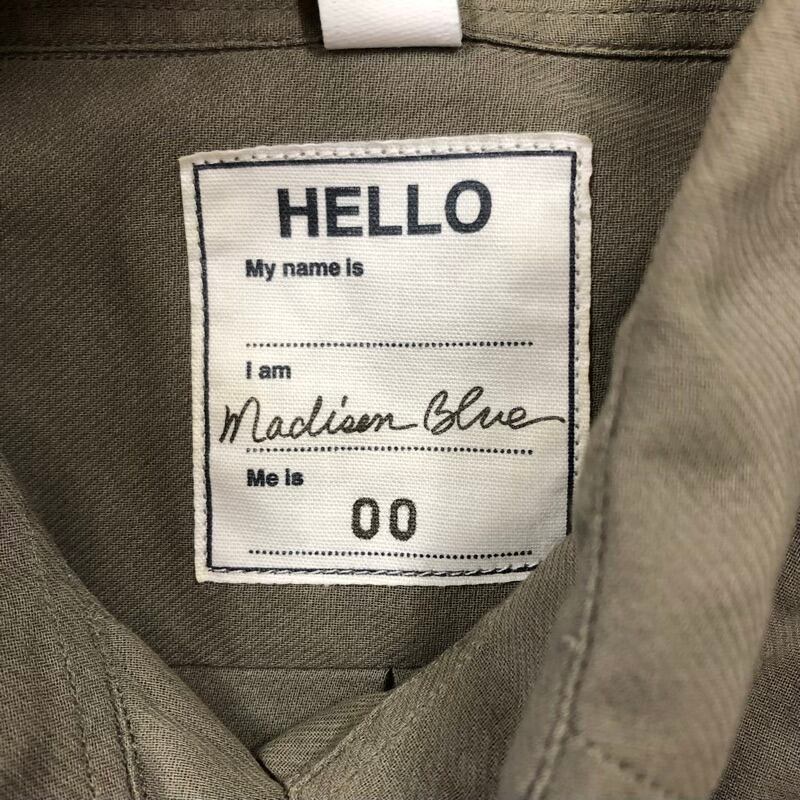 HELLO
My name is
I am
Madison Blue
Me is
00